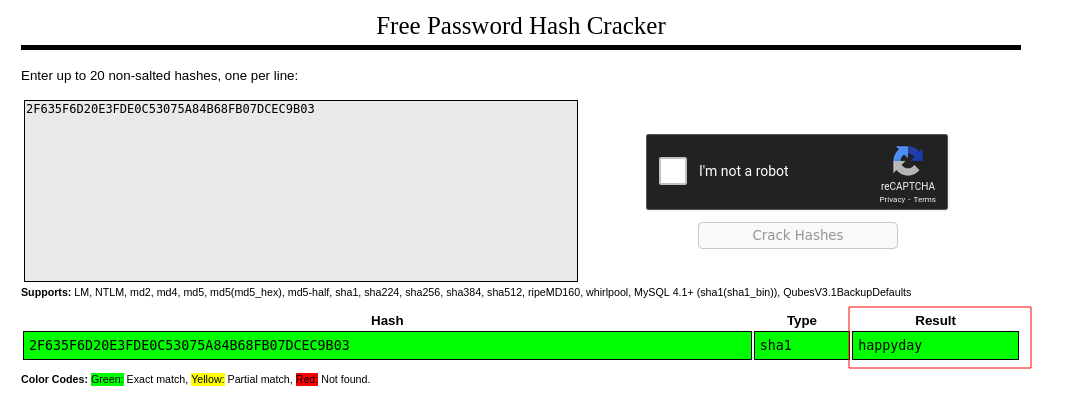 Free Password Hash Cracker
Enter up to 20 non-salted hashes, one per line:
2F635F6D20E3FDE0C53075A84B68FB07DCEC9B03
I'm not a robot
reCAPTCHA
Privacy - Terms
Crack Hashes
Supports: LM, NTLM, md2, md4, md5, md5(md5_hex), md5-half, sha1, sha224, sha256, sha384, sha512, ripeMD160, whirlpool, MySQL 4.1+ (sha1(sha1_bin)), QubesV3.1BackupDefaults
Hash Type Result
2F635F6D20E3FDE0C53075A84B68FB07DCEC9B03 sha1 happyday
Color Codes: Green: Exact match, Yellow: Partial match, Red: Not found.